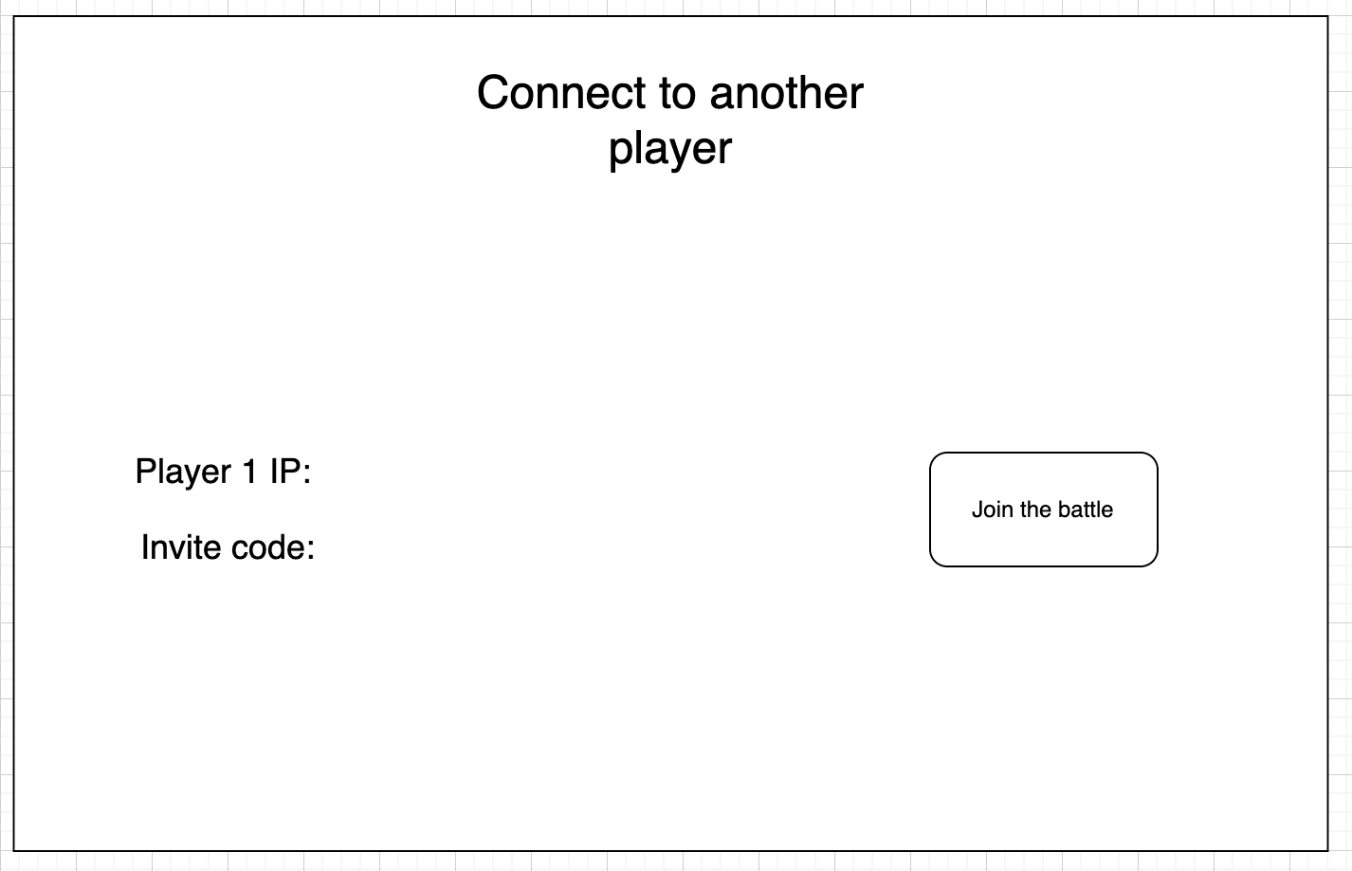 Connect to another
player
Player 1 IP:
Invite code:
Join the battle